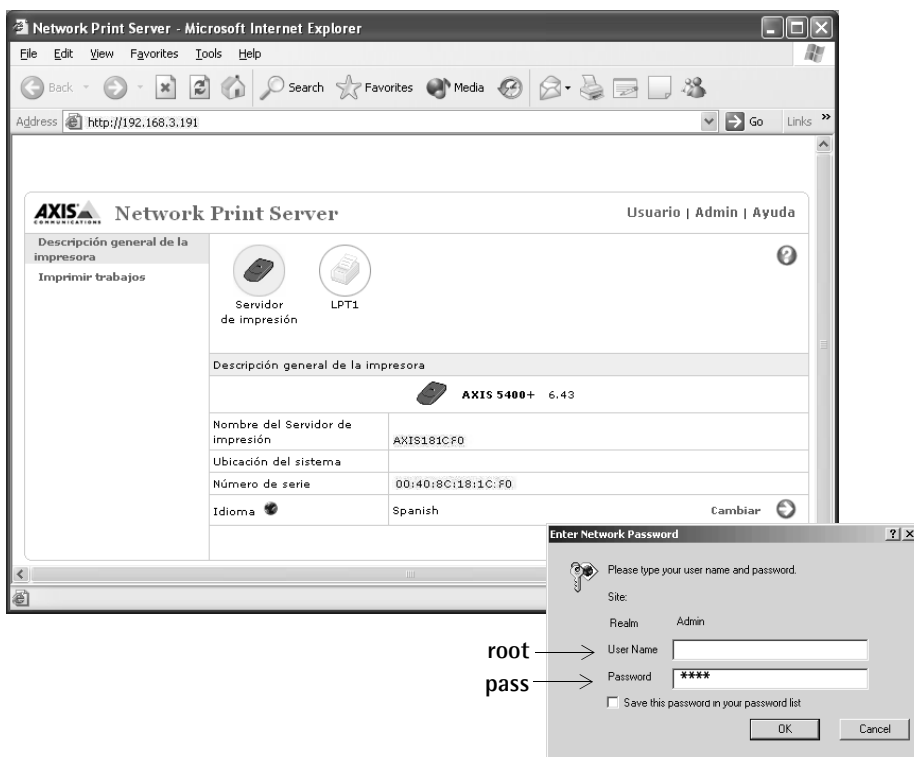 Network Print Server - Microsoft Internet Explorer
File Edit View Favorites Tools Help
Back Search Favorites Media
Address http://192.168.3.191 Go Links »
AXIS COMMUNICATIONS Network Print Server Usuario | Admin | Ayuda
Descripción general de la
impresora
Imprimir trabajos
Servidor
de impresión
LPT1
Descripción general de la impresora
AXIS 5400+ 6.43
Nombre del Servidor de
impresión
AXIS181CF0
Ubicación del sistema
Número de serie 00:40:8C:18:1C:F0
Idioma Spanish Cambiar
Enter Network Password
Please type your user name and password.
Site:
Realm Admin
root User Name
pass Password ****
Save this password in your password list
OK Cancel